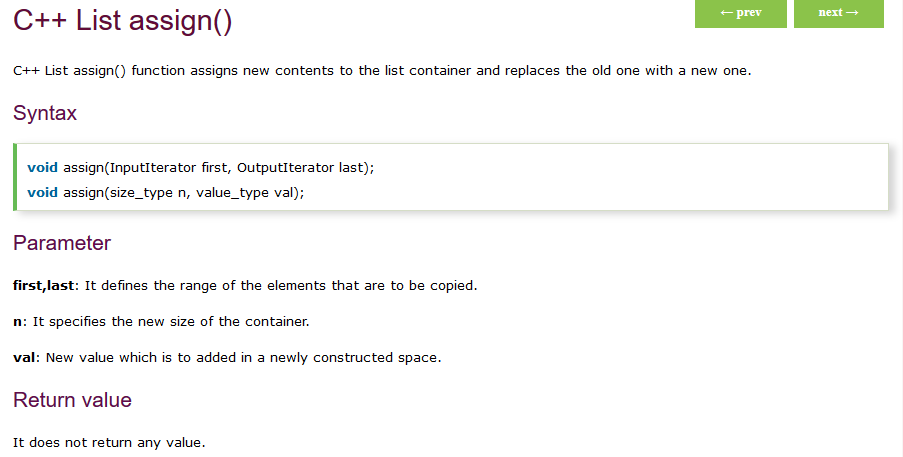 C++ List assign()
← prev
next →
C++ List assign() function assigns new contents to the list container and replaces the old one with a new one.
Syntax
void assign(InputIterator first, OutputIterator last);
void assign(size_type n, value_type val);
Parameter
first,last: It defines the range of the elements that are to be copied.
n: It specifies the new size of the container.
val: New value which is to added in a newly constructed space.
Return value
It does not return any value.